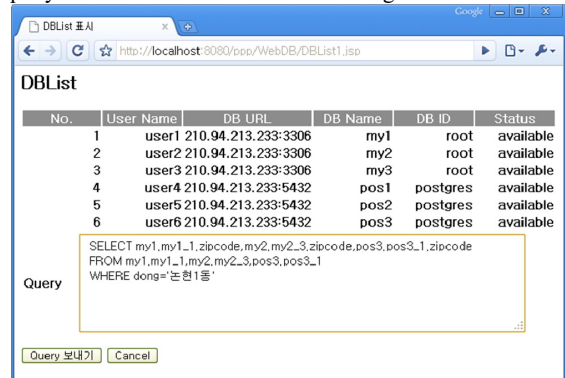 Google
DBList 표시
http://localhost:8080/ppp/WebDB/DBList1.jsp
DBList
No. User Name DB URL DB Name DB ID Status
1 user1 210.94.213.233:3306 my1 root available
2 user2 210.94.213.233:3306 my2 root available
3 user3 210.94.213.233:3306 my3 root available
4 user4 210.94.213.233:5432 pos1 postgres available
5 user5 210.94.213.233:5432 pos2 postgres available
6 user6 210.94.213.233:5432 pos3 postgres available
SELECT my1,my1_1,zipcode,my2,my2_3,zipcode,pos3,pos3_1,zipcode
FROM my1,my1_1,my2,my2_3,pos3,pos3_1
WHERE dong='논현1동'
Query
Query 보내기 Cancel